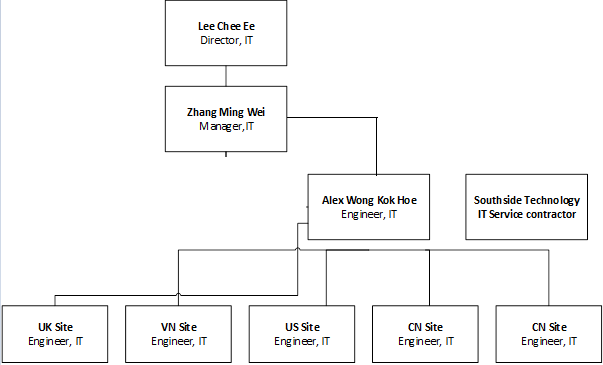 Lee Chee Ee
Director, IT
Zhang Ming Wei
Manager,IT
Alex Wong Kok Hoe
Engineer, IT
Southside Technology
IT Service contractor
UK Site
Engineer, IT
VN Site
Engineer, IT
US Site
Engineer, IT
CN Site
Engineer, IT
CN Site
Engineer, IT